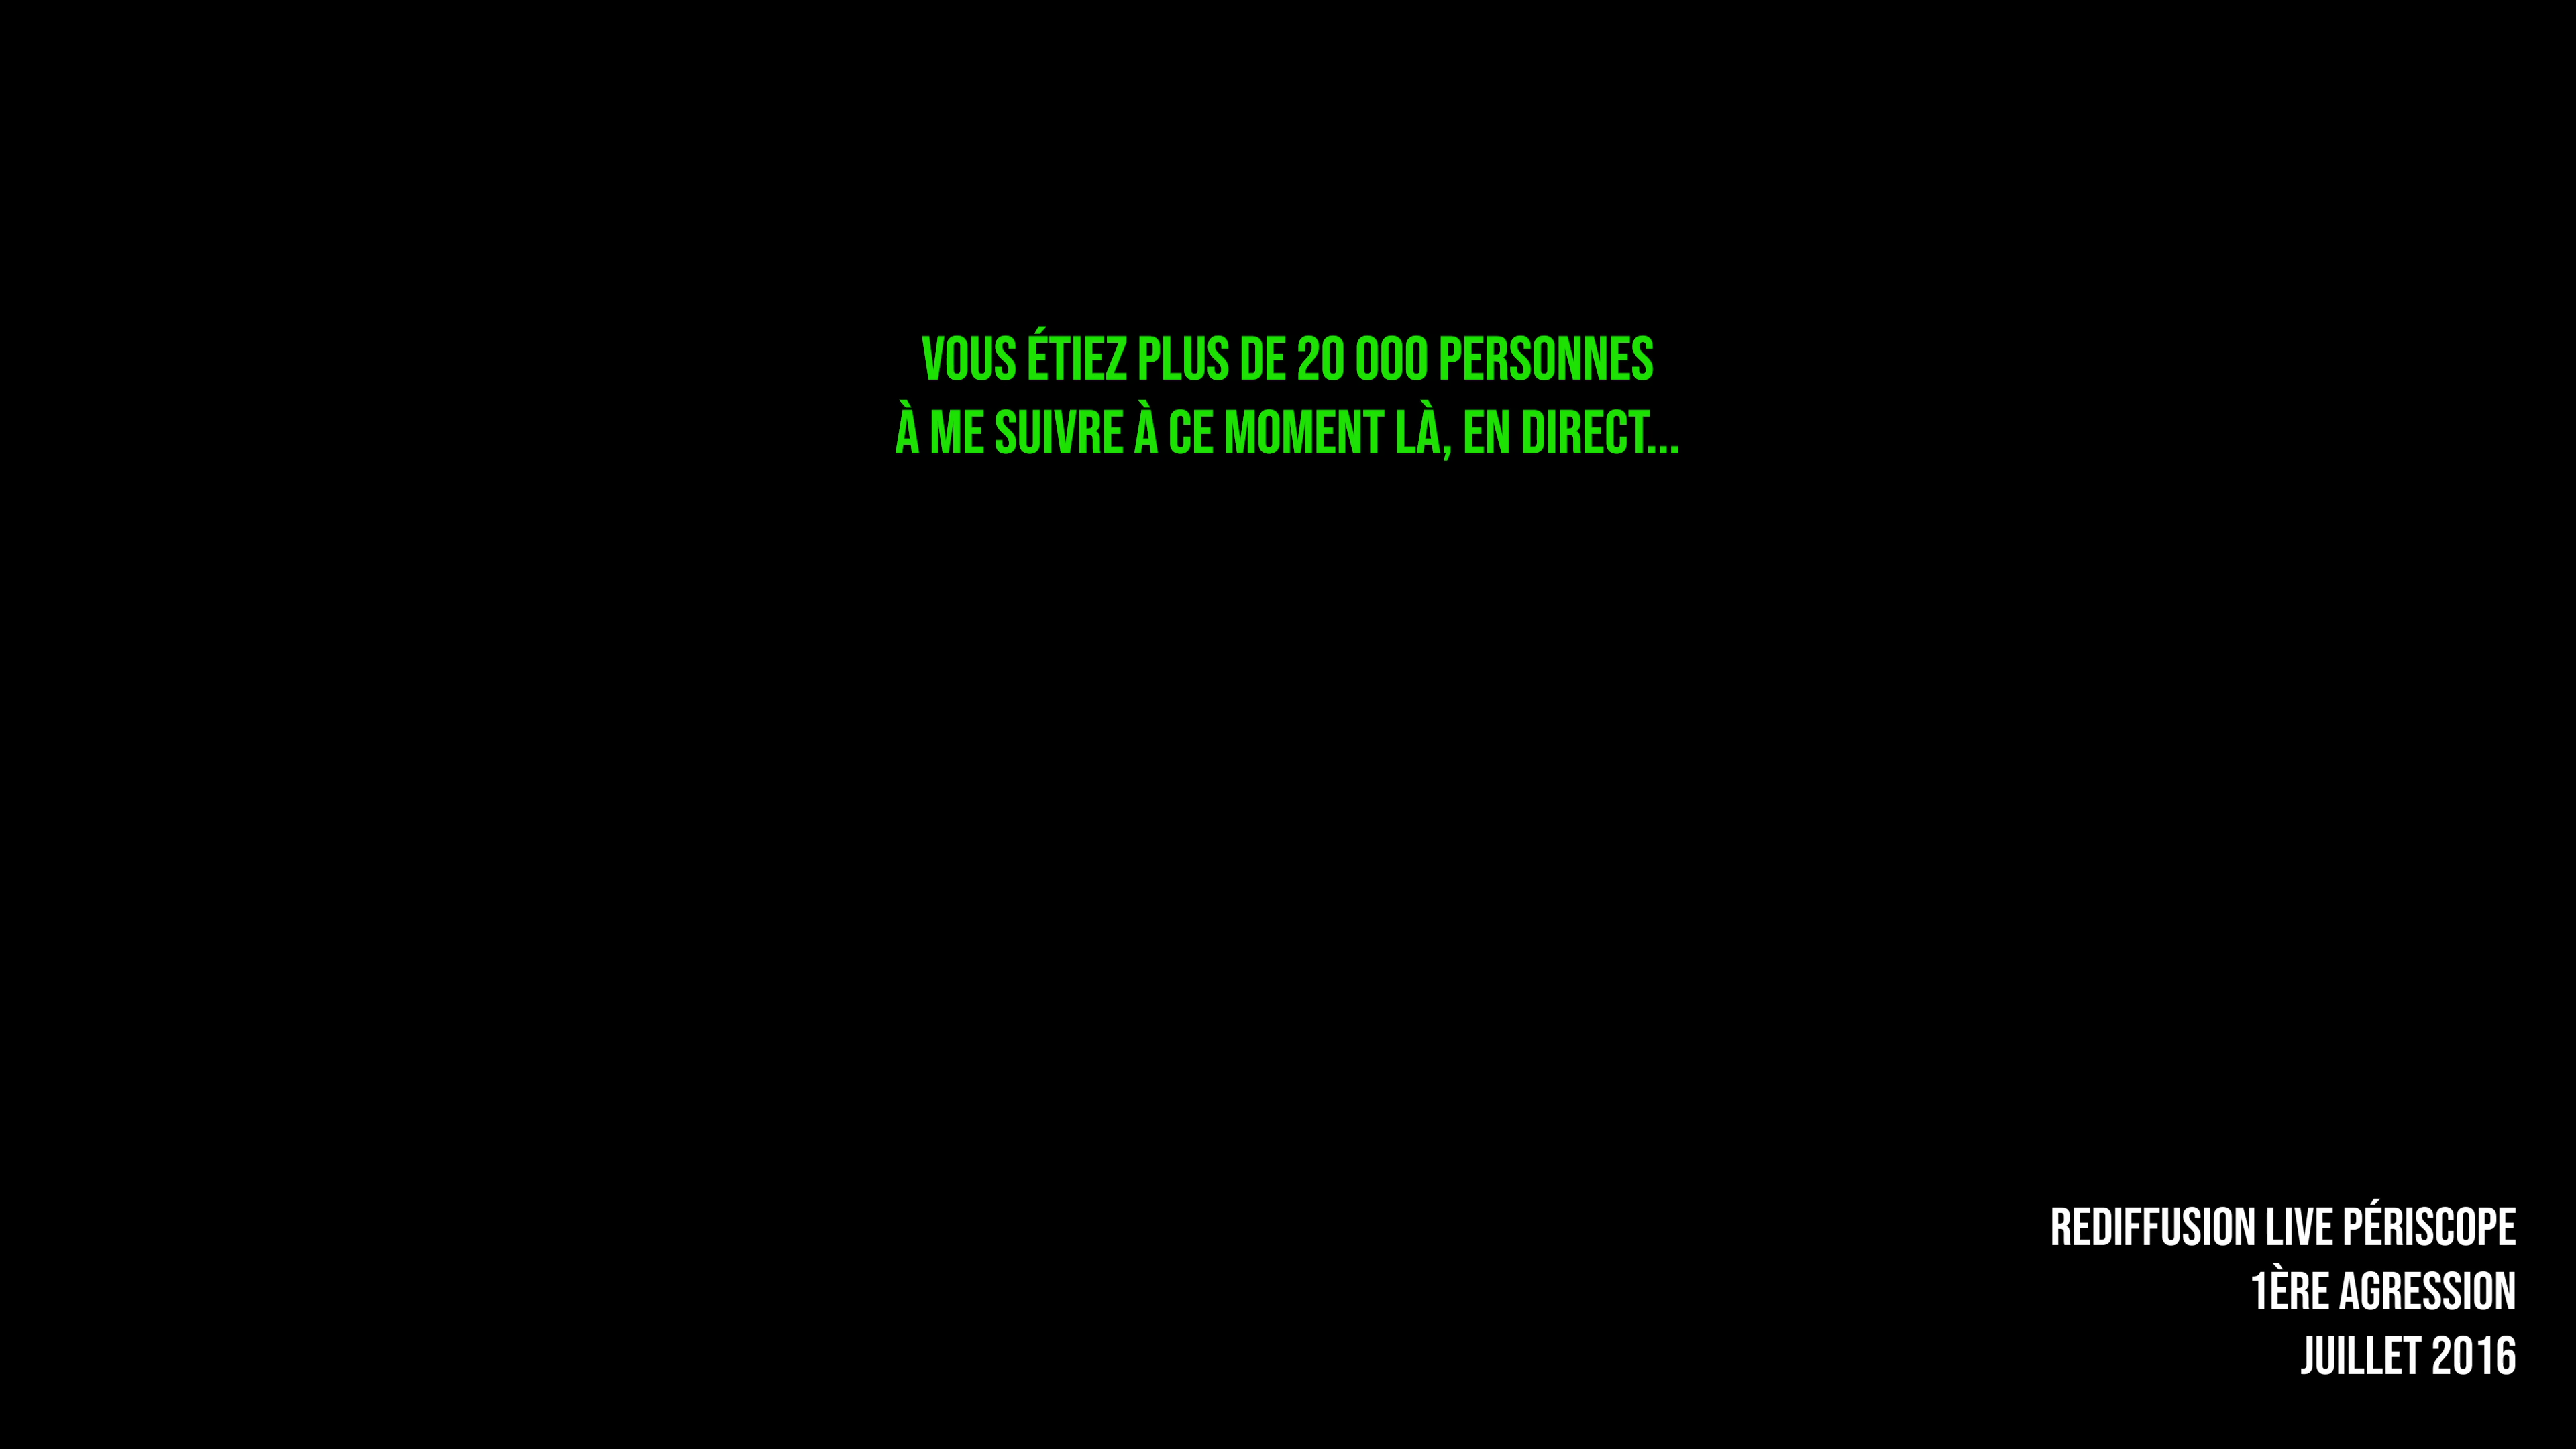 VOUS ÉTIEZ PLUS DE 20 000 PERSONNES
À ME SUIVRE À CE MOMENT LÀ, EN DIRECT...
REDIFFUSION LIVE PÉRISCOPE
1ÈRE AGRESSION
JUILLET 2016